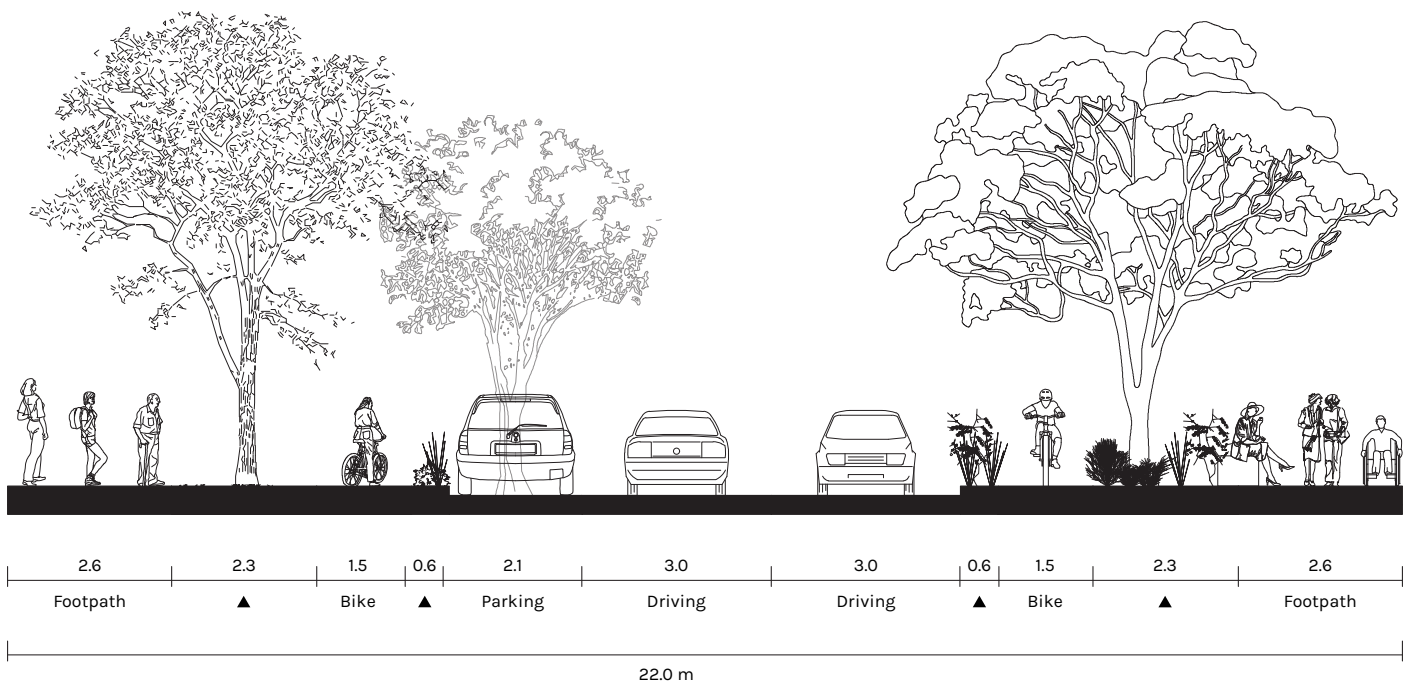 2.6 2.3 1.5 0.6 2.1 3.0 3.0 0.6 1.5 2.3 2.6
Footpath ▲ Bike ▲ Parking Driving Driving ▲ Bike ▲ Footpath
22.0 m